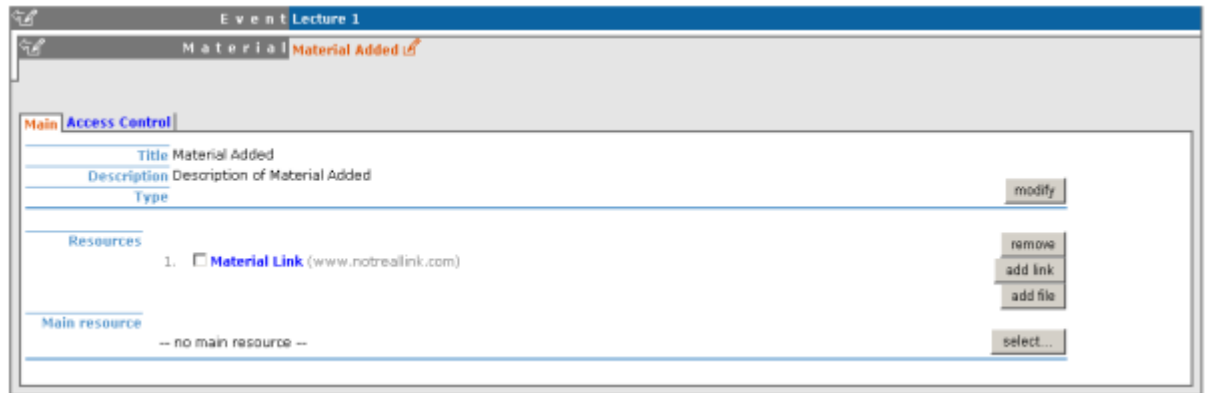 Event Lecture 1
Material Material Added
Main Access Control
Title Material Added
Description Description of Material Added
Type
modify
Resources
remove
1. Material Link (www.notreallink.com)
add link
add file
Main resource
-- no main resource --
select...